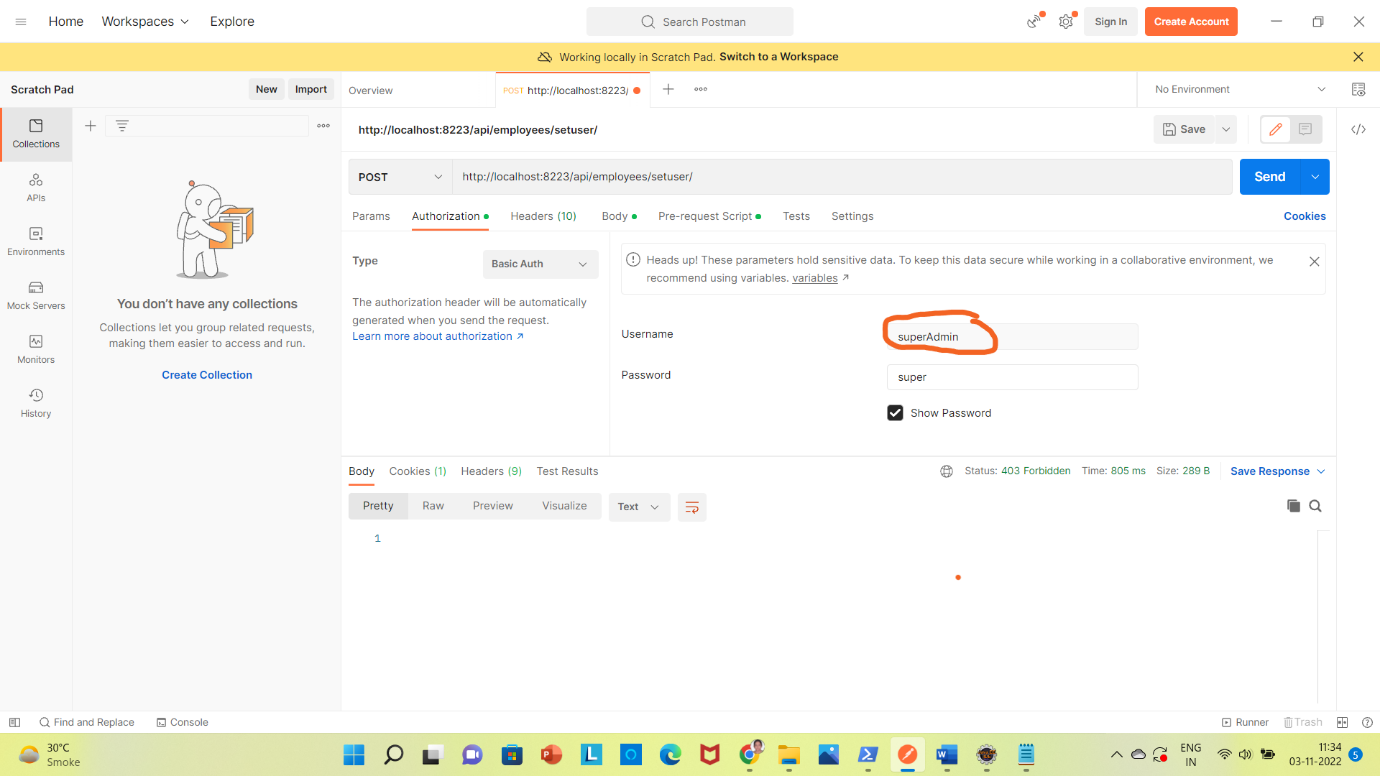 Home Workspaces Explore Search Postman Sign In Create Account
Working locally in Scratch Pad. Switch to a Workspace
Scratch Pad New Import Overview POST http://localhost:8223/ No Environment
Collections
http://localhost:8223/api/employees/setuser/ Save
POST http://localhost:8223/api/employees/setuser/ Send
APIs
Params Authorization Headers (10) Body Pre-request Script Tests Settings Cookies
Environments
Type Basic Auth
Heads up! These parameters hold sensitive data. To keep this data secure while working in a collaborative environment, we
recommend using variables. variables
The authorization header will be automatically
generated when you send the request.
Learn more about authorization
Mock Servers
You don't have any collections
Collections let you group related requests,
making them easier to access and run.
Create Collection
Username superAdmin
Password super
Show Password
Monitors
History
Body Cookies (1) Headers (9) Test Results Status: 403 Forbidden Time: 805 ms Size: 289 B Save Response
Pretty Raw Preview Visualize Text
1
Find and Replace Console Runner Trash
30°C
Smoke
ENG
IN
11:34
03-11-2022
5